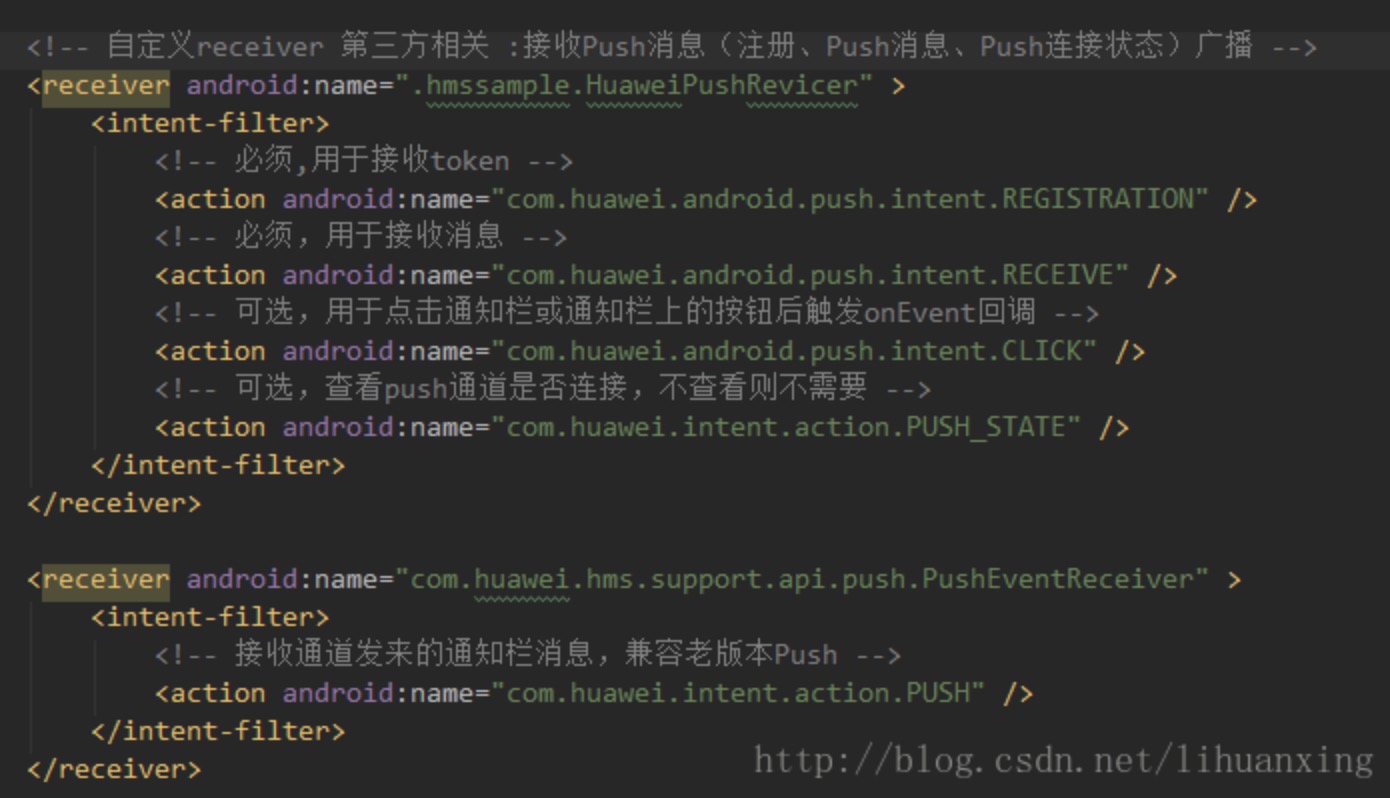 <!-- 自定义receiver 第三方相关 :接收Push消息（注册、Push消息、Push连接状态）广播 -->
<receiver android:name=".hmssample.HuaweiPushRevicer" >
<intent-filter>
<!-- 必须,用于接收token -->
<action android:name="com.huawei.android.push.intent.REGISTRATION" />
<!-- 必须，用于接收消息 -->
<action android:name="com.huawei.android.push.intent.RECEIVE" />
<!-- 可选，用于点击通知栏或通知栏上的按钮后触发onEvent回调 -->
<action android:name="com.huawei.android.push.intent.CLICK" />
<!-- 可选，查看push通道是否连接，不查看则不需要 -->
<action android:name="com.huawei.intent.action.PUSH_STATE" />
</intent-filter>
</receiver>
<receiver android:name="com.huawei.hms.support.api.push.PushEventReceiver" >
<intent-filter>
<!-- 接收通道发来的通知栏消息，兼容老版本Push -->
<action android:name="com.huawei.intent.action.PUSH" />
</intent-filter>
</receiver>
http://blog.csdn.net/lihuanxing